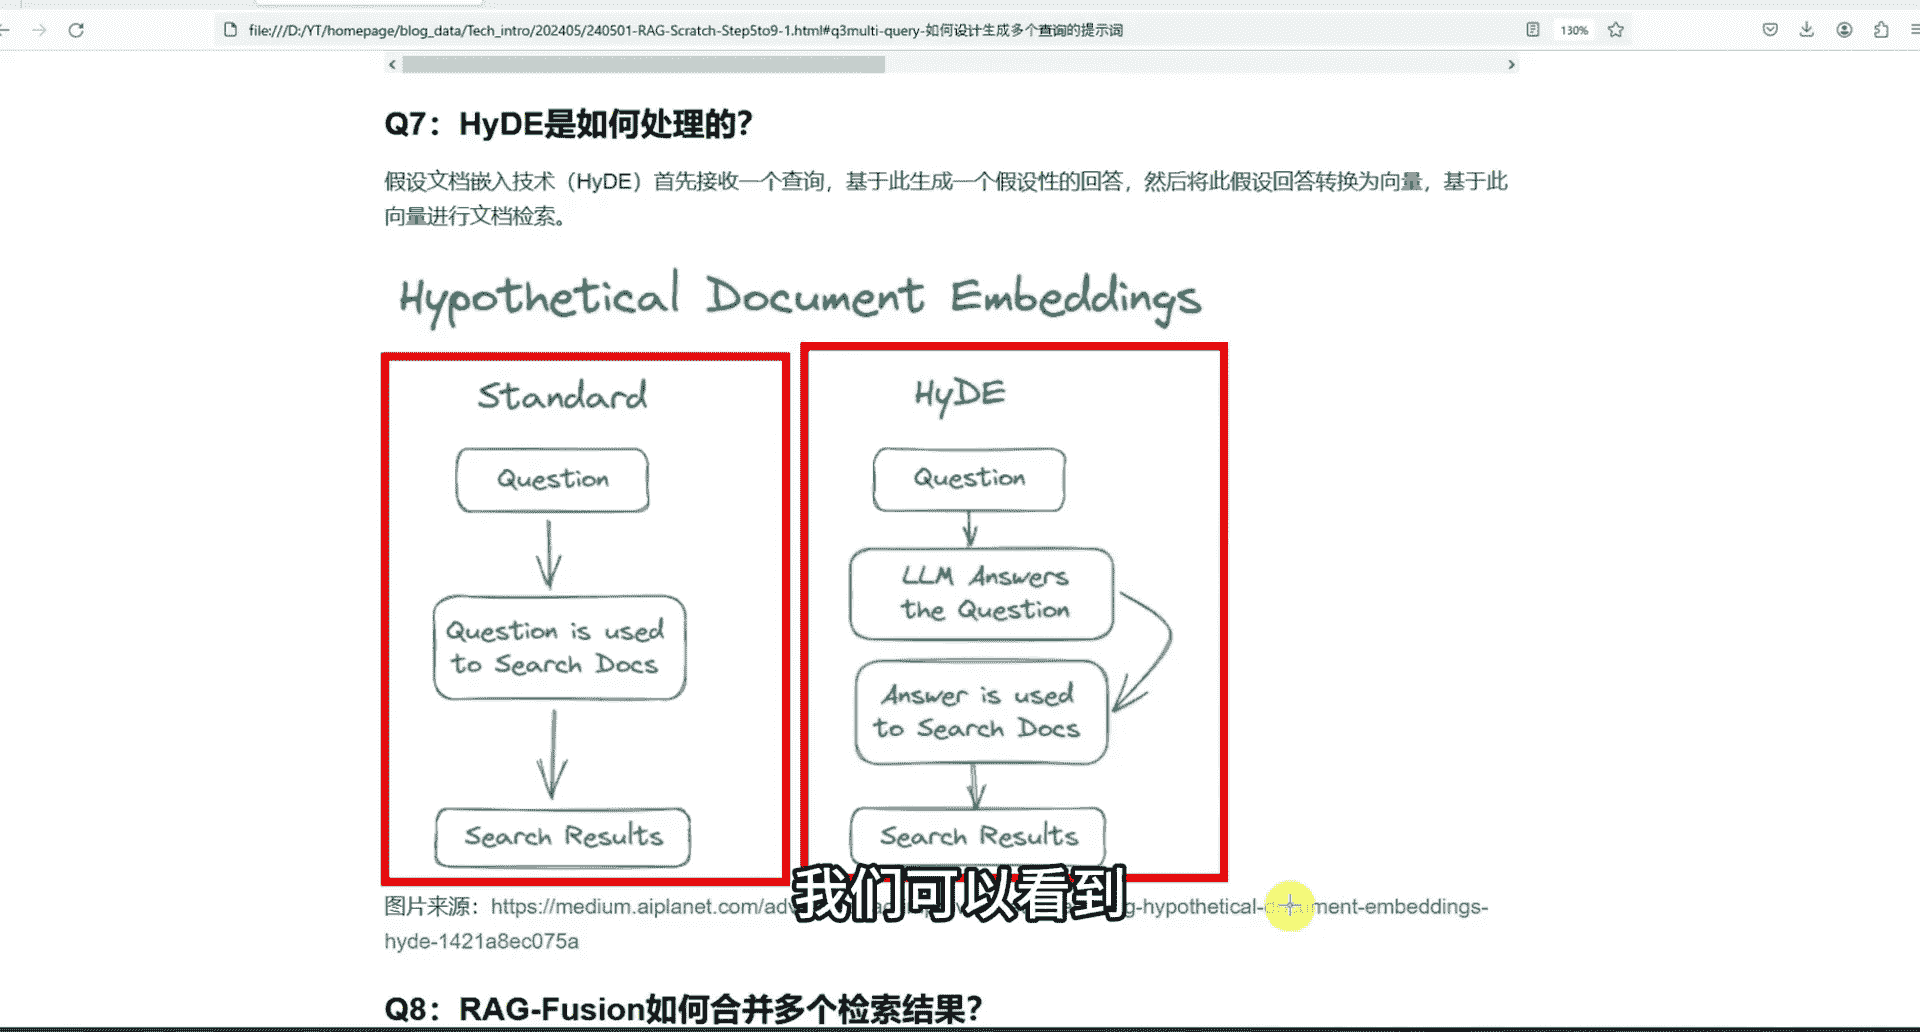 file:///D:/YT/homepage/blog_data/Tech_intro/202405/240501-RAG-Scratch-Step5to9-1.html#q3multi-query-如何设计生成多个查询的提示词
130%
Q7：HyDE是如何处理的？
假设文档嵌入技术（HyDE）首先接收一个查询，基于此生成一个假设性的回答，然后将此假设回答转换为向量，基于此
向量进行文档检索。
Hypothetical Document Embeddings
Standard
Question
Question is used
to Search Docs
Search Results
HyDE
Question
LLM Answers
the Question
Answer is used
to Search Docs
Search Results
我们可以看到
图片来源：https://medium.aiplanet.com/
-hypothetical-document-embeddings-
hyde-1421a8ec075a
Q8：RAG-Fusion如何合并多个检索结果？